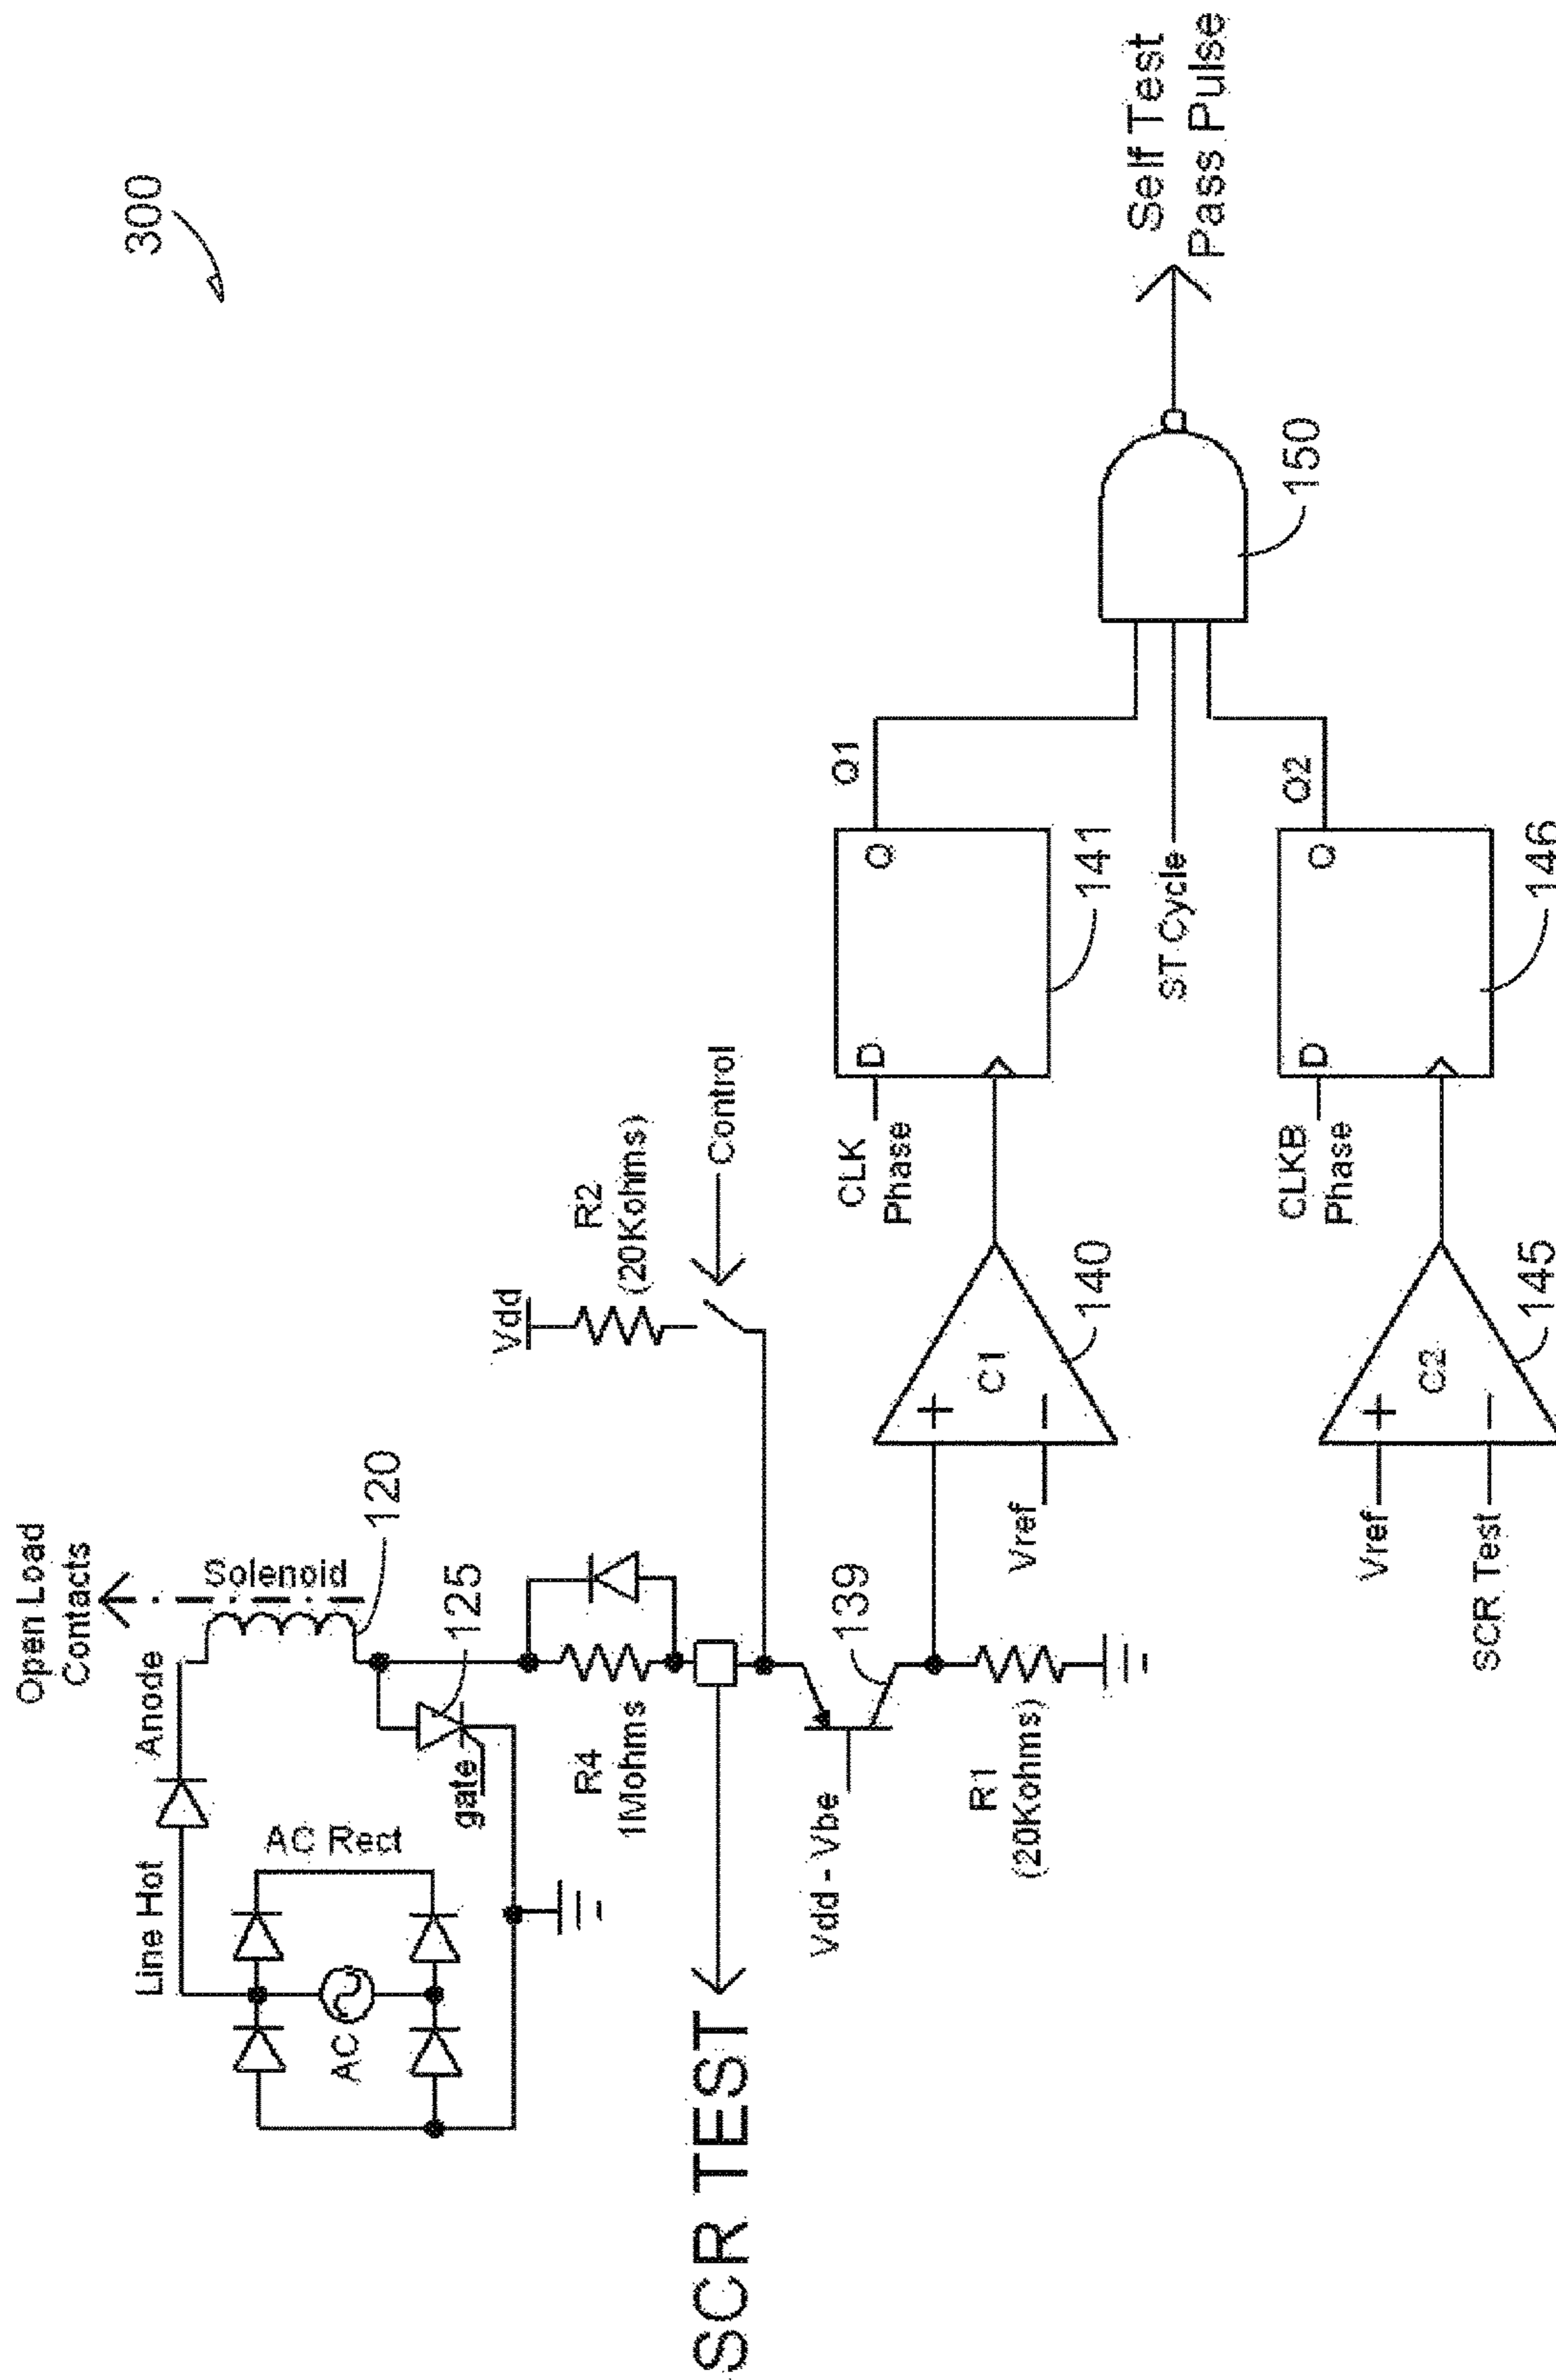 300
Open Load
Contacts
Solenoid
120
Anode
Line Hot
AC Rect
AC
125
gate
R4
1Mohms
SCR TEST
Vdd
R2
(20Kohms)
Control
139
Vdd - Vbe
R1
(20Kohms)
C1
+
-
Vref
140
CLK
Phase
D
Q
Q1
141
ST Cycle
C2
+
-
Vref
SCR Test
145
CLKB
Phase
D
Q
Q2
146
150
Self Test
Pass Pulse